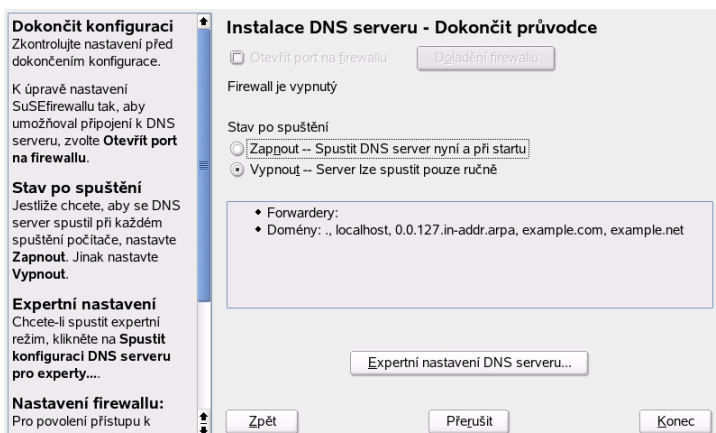 Dokončit konfiguraci
Zkontrolujte nastavení před
dokončením konfigurace.
K úpravě nastavení
SuSEfirewallu tak, aby
umožňoval připojení k DNS
serveru, zvolte Otevřít port
na firewallu.
Stav po spuštění
Jestliže chcete, aby se DNS
server spustil při každém
spuštění počítače, nastavte
Zapnout. Jinak nastavte
Vypnout.
Expertní nastavení
Chcete-li spustit expertní
režim, klikněte na Spustit
konfiguraci DNS serveru
pro experty....
Nastavení firewallu:
Pro povolení přístupu k
Instalace DNS serveru - Dokončit průvodce
Otevřít port na firewallu
Doladění firewallu
Firewall je vypnutý
Stav po spuštění
Zapnout -- Spustit DNS server nyní a při startu
Vypnout -- Server lze spustit pouze ručně
Forwardery:
Domény: ., localhost, 0.0.127.in-addr.arpa, example.com, example.net
Expertní nastavení DNS serveru...
Zpět
Přerušit
Konec